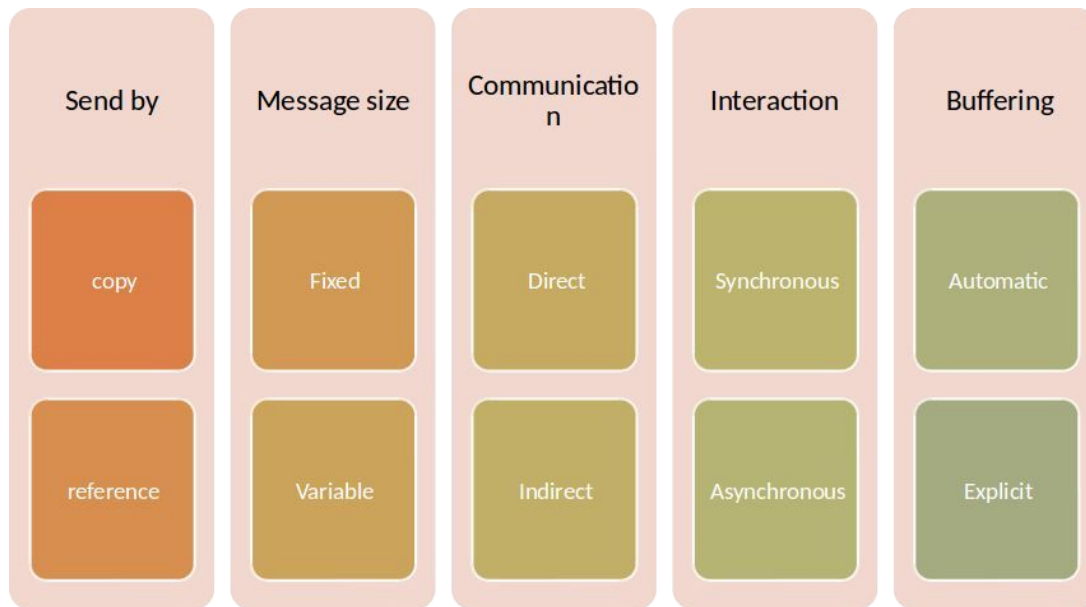 Send by
copy
reference
Message size
Fixed
Variable
Communicatio
n
Direct
Indirect
Interaction
Synchronous
Asynchronous
Buffering
Automatic
Explicit